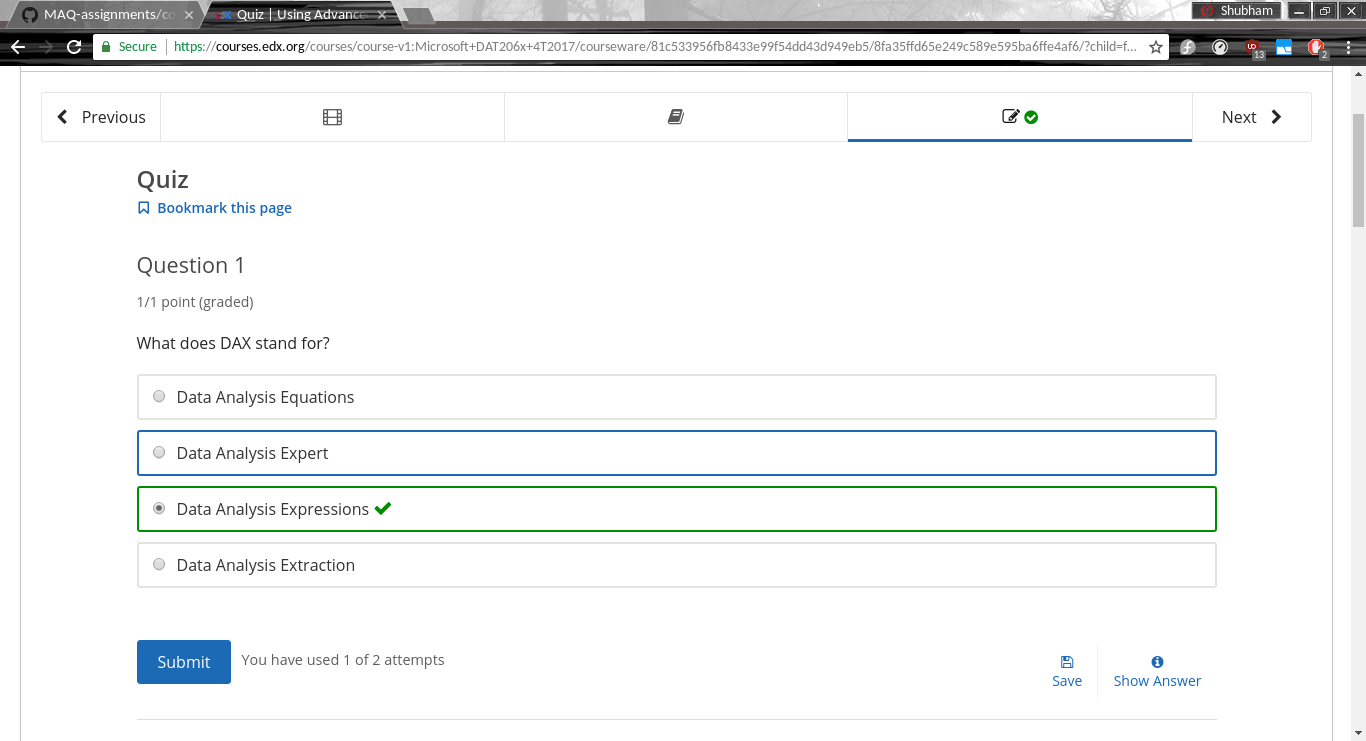 MAQ-assignments/co
Quiz | Using Advance
Shubham
Secure
https://courses.edx.org/courses/course-v1:Microsoft+DAT206x+4T2017/courseware/81c533956fb8433e99f54dd43d949eb5/8fa35ffd65e249c589e595ba6ffe4af6/?child=f...
13
2
Previous
Next
Quiz
Bookmark this page
Question 1
1/1 point (graded)
What does DAX stand for?
Data Analysis Equations
Data Analysis Expert
Data Analysis Expressions
Data Analysis Extraction
Submit
You have used 1 of 2 attempts
Save
Show Answer